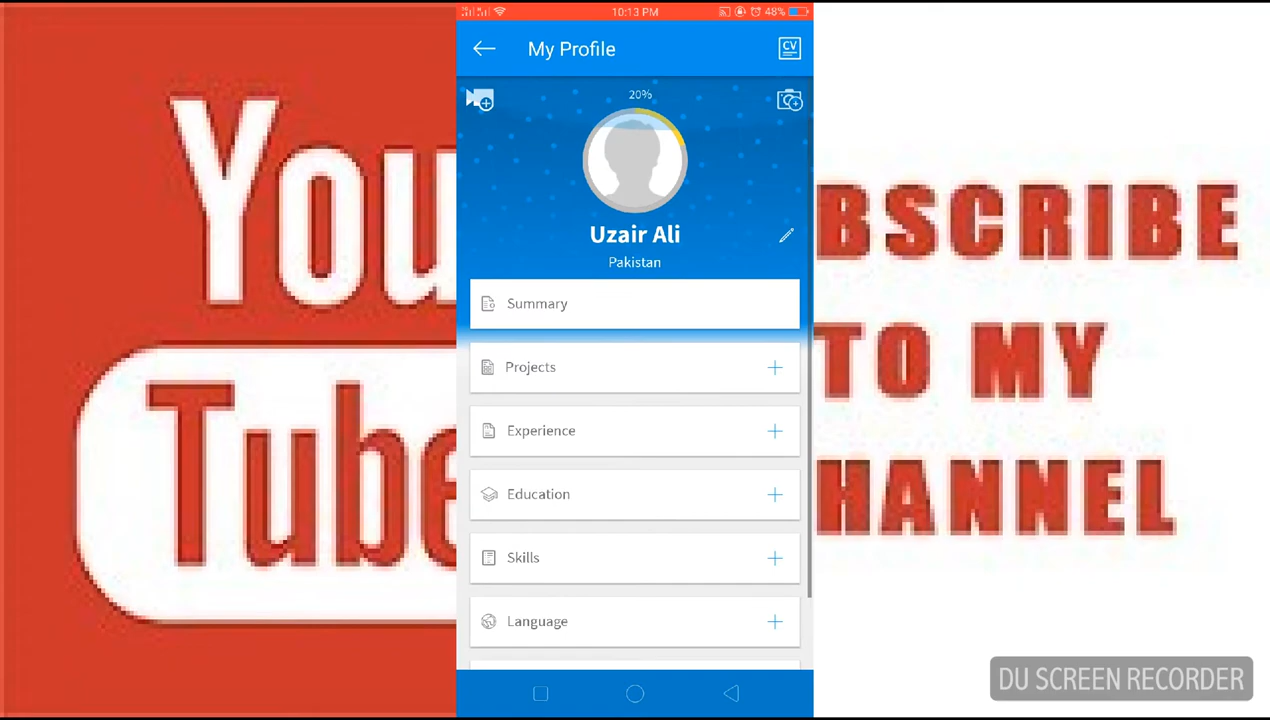 10:13 PM
48%
My Profile
CV
20%
Uzair Ali
Pakistan
Summary
Projects
Experience
Education
Skills
Language
You
Tube
BSCRIBE
TO MY
HANNEL
DU SCREEN RECORDER